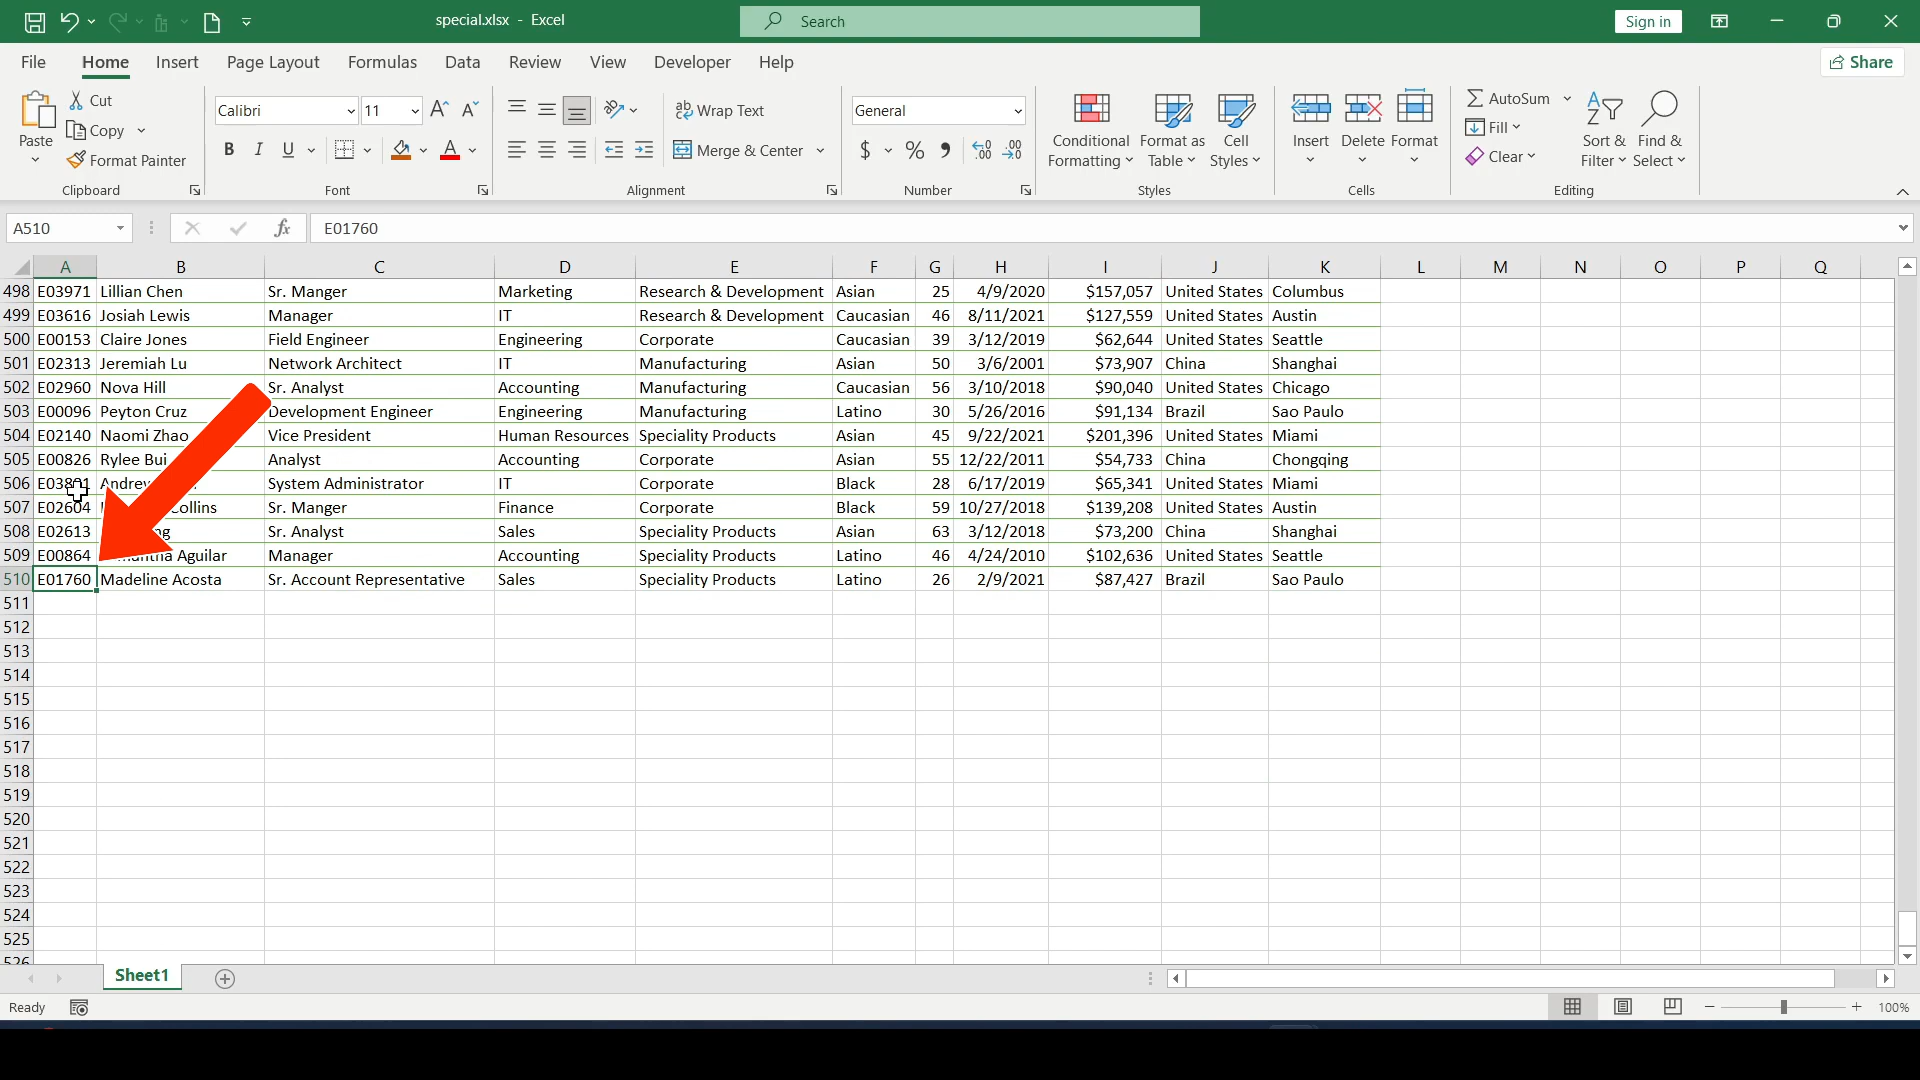 special.xlsx - Excel
Search
Sign in
File Home Insert Page Layout Formulas Data Developer Review View Help
Share
Paste
Cut
Copy
Format Painter
Clipboard
Calibri 11
B I U A
Font
Wrap Text
Merge & Center
Alignment
General
$ % 9 .00
Number
Conditional Formatting
Format as Table
Cell Styles
Styles
Insert Delete Format
Cells
AutoSum
Fill
Clear
Sort & Filter
Find & Select
Editing
A510 fx E01760
A B C D E F G H I J K L M N O P Q
498 E03971 Lillian Chen Sr. Manger Marketing Research & Development Asian 25 4/9/2020 $157,057 United States Columbus
499 E03616 Josiah Lewis Manager IT Research & Development Caucasian 46 8/11/2021 $127,559 United States Austin
500 E00153 Claire Jones Field Engineer Engineering Corporate Caucasian 39 3/12/2019 $62,644 United States Seattle
501 E02313 Jeremiah Lu Network Architect IT Manufacturing Asian 50 3/6/2001 $73,907 China Shanghai
502 E02960 Nova Hill Sr. Analyst Accounting Manufacturing Caucasian 56 3/10/2018 $90,040 United States Chicago
503 E00096 Peyton Cruz Development Engineer Engineering Manufacturing Latino 30 5/26/2016 $91,134 Brazil Sao Paulo
504 E02140 Naomi Zhao Vice President Human Resources Speciality Products Asian 45 9/22/2021 $201,396 United States Miami
505 E00826 Rylee Bui Analyst Accounting Corporate Asian 55 12/22/2011 $54,733 China Chongqing
506 System Administrator IT Corporate Black 28 6/17/2019 $65,341 United States Miami
507 E02604 Collins Sr. Manger Finance Corporate Black 59 10/27/2018 $139,208 United States Austin
508 E02613 Sr. Analyst Sales Speciality Products Asian 63 3/12/2018 $73,200 China Shanghai
509 E00864 Aguilar Manager Accounting Speciality Products Latino 46 4/24/2010 $102,636 United States Seattle
510 E01760 Madeline Acosta Sr. Account Representative Sales Speciality Products Latino 26 2/9/2021 $87,427 Brazil Sao Paulo
511
512
513
514
515
516
517
518
519
520
521
522
523
524
525
526
Sheet1
Ready 100%